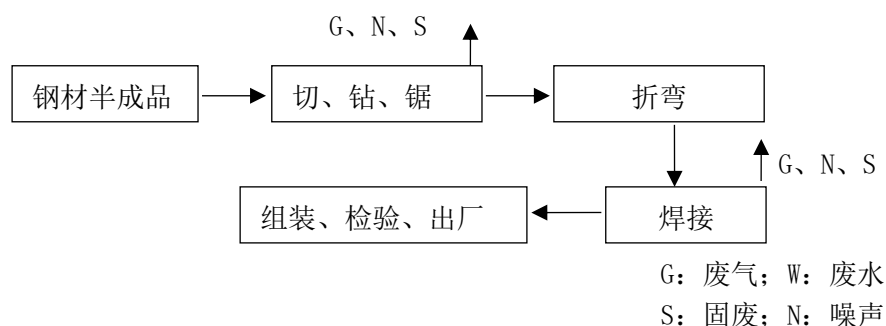 G、N、S
钢材半成品
切、钻、锯
折弯
G、N、S
组装、检验、出厂
焊接
G：废气；W：废水
S：固废；N：噪声